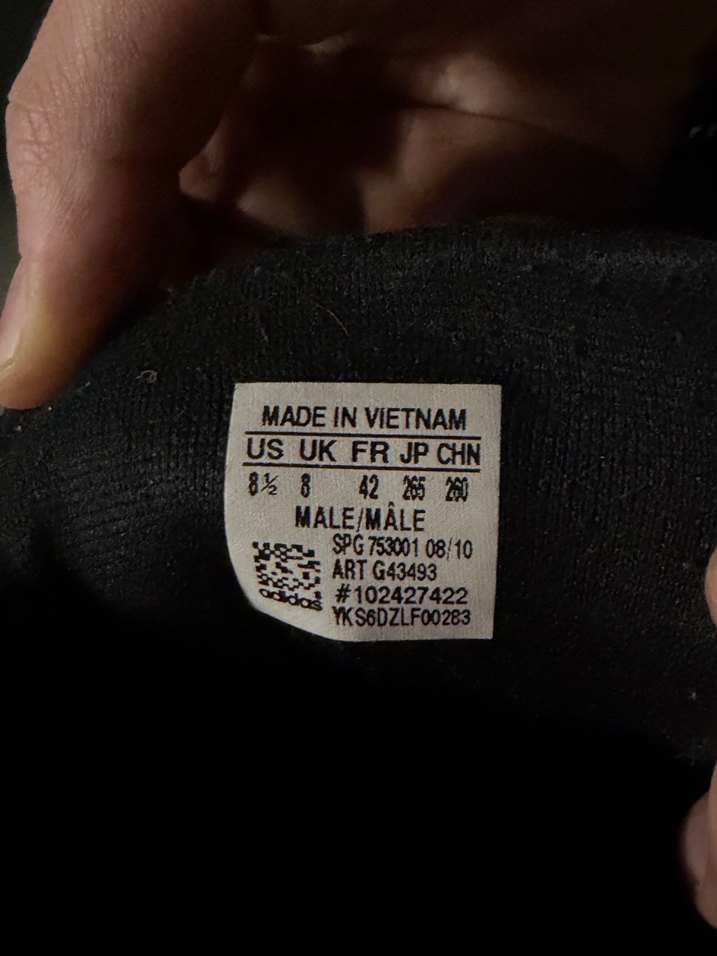 MADE IN VIETNAM
US UK FR JP CHN
8½ 8 42 265 260
MALE/MÂLE
SPG 753001 08/10
ART G43493
#102427422
adidas
YKS6DZLF00283